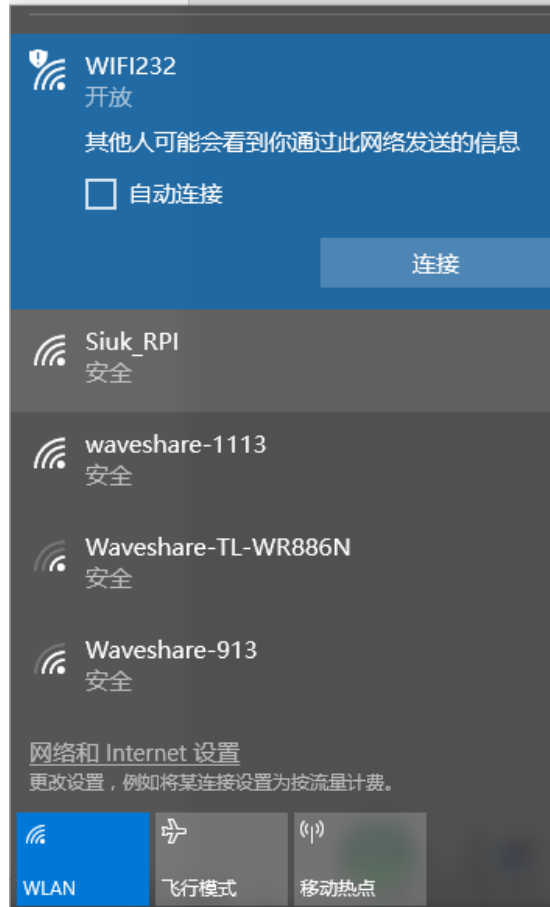 WIFI232
开放
其他人可能会看到你通过此网络发送的信息
自动连接
连接
Siuk_RPI
安全
waveshare-1113
安全
Waveshare-TL-WR886N
安全
Waveshare-913
安全
网络和 Internet 设置
更改设置，例如将某连接设置为按流量计费。
WLAN
飞行模式
移动热点